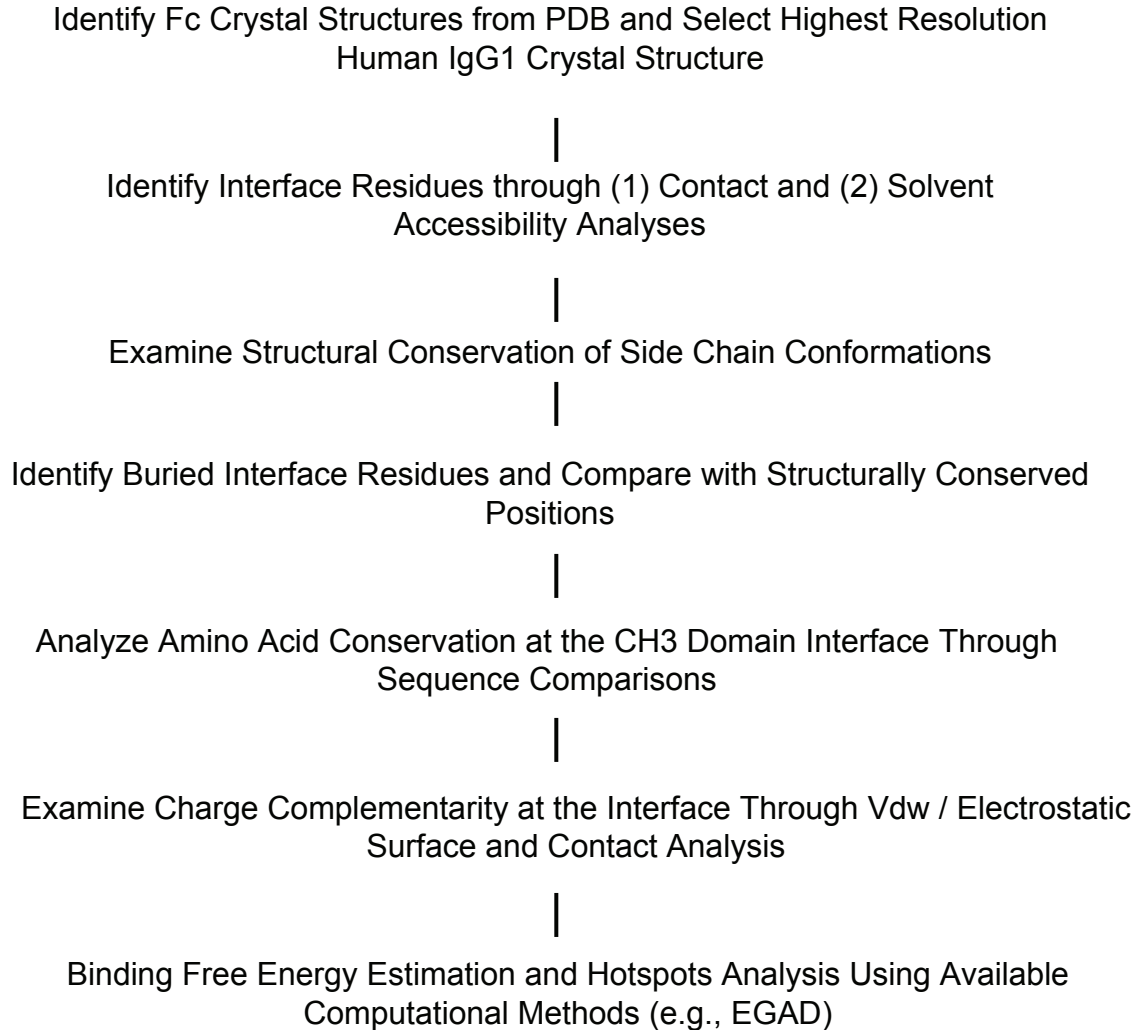 Identify Fc Crystal Structures from PDB and Select Highest Resolution
Human IgG1 Crystal Structure
Identify Interface Residues through (1) Contact and (2) Solvent
Accessibility Analyses
Examine Structural Conservation of Side Chain Conformations
Identify Buried Interface Residues and Compare with Structurally Conserved
Positions
Analyze Amino Acid Conservation at the CH3 Domain Interface Through
Sequence Comparisons
Examine Charge Complementarity at the Interface Through Vdw / Electrostatic
Surface and Contact Analysis
Binding Free Energy Estimation and Hotspots Analysis Using Available
Computational Methods (e.g., EGAD)